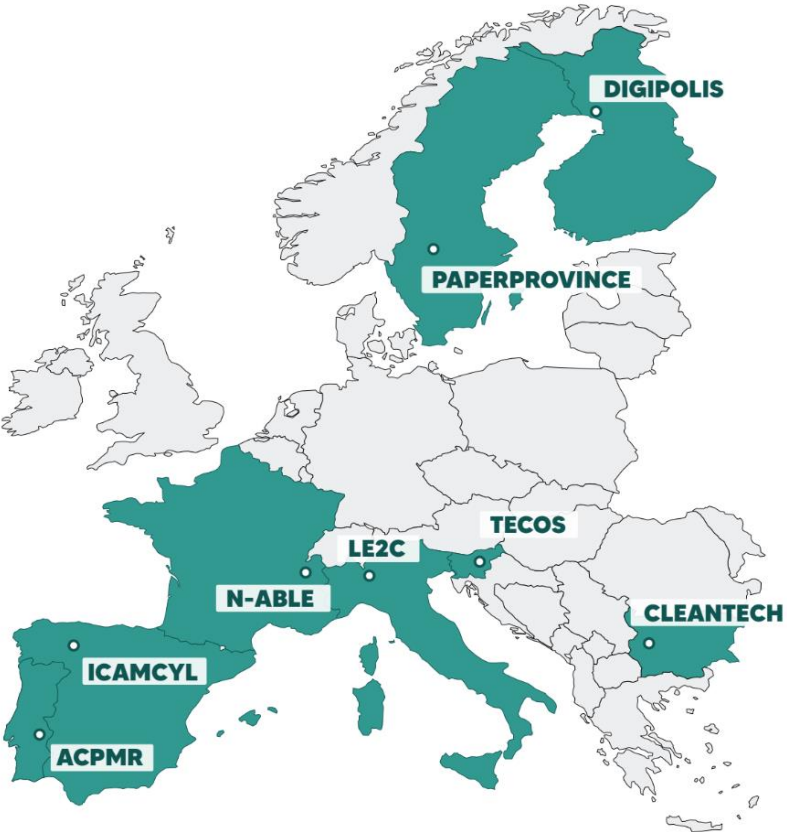 DIGIPOLIS
PAPERPROVINCE
TECOS
LE2C
N-ABLE
CLEANTECH
ICAMCYL
ACPMR